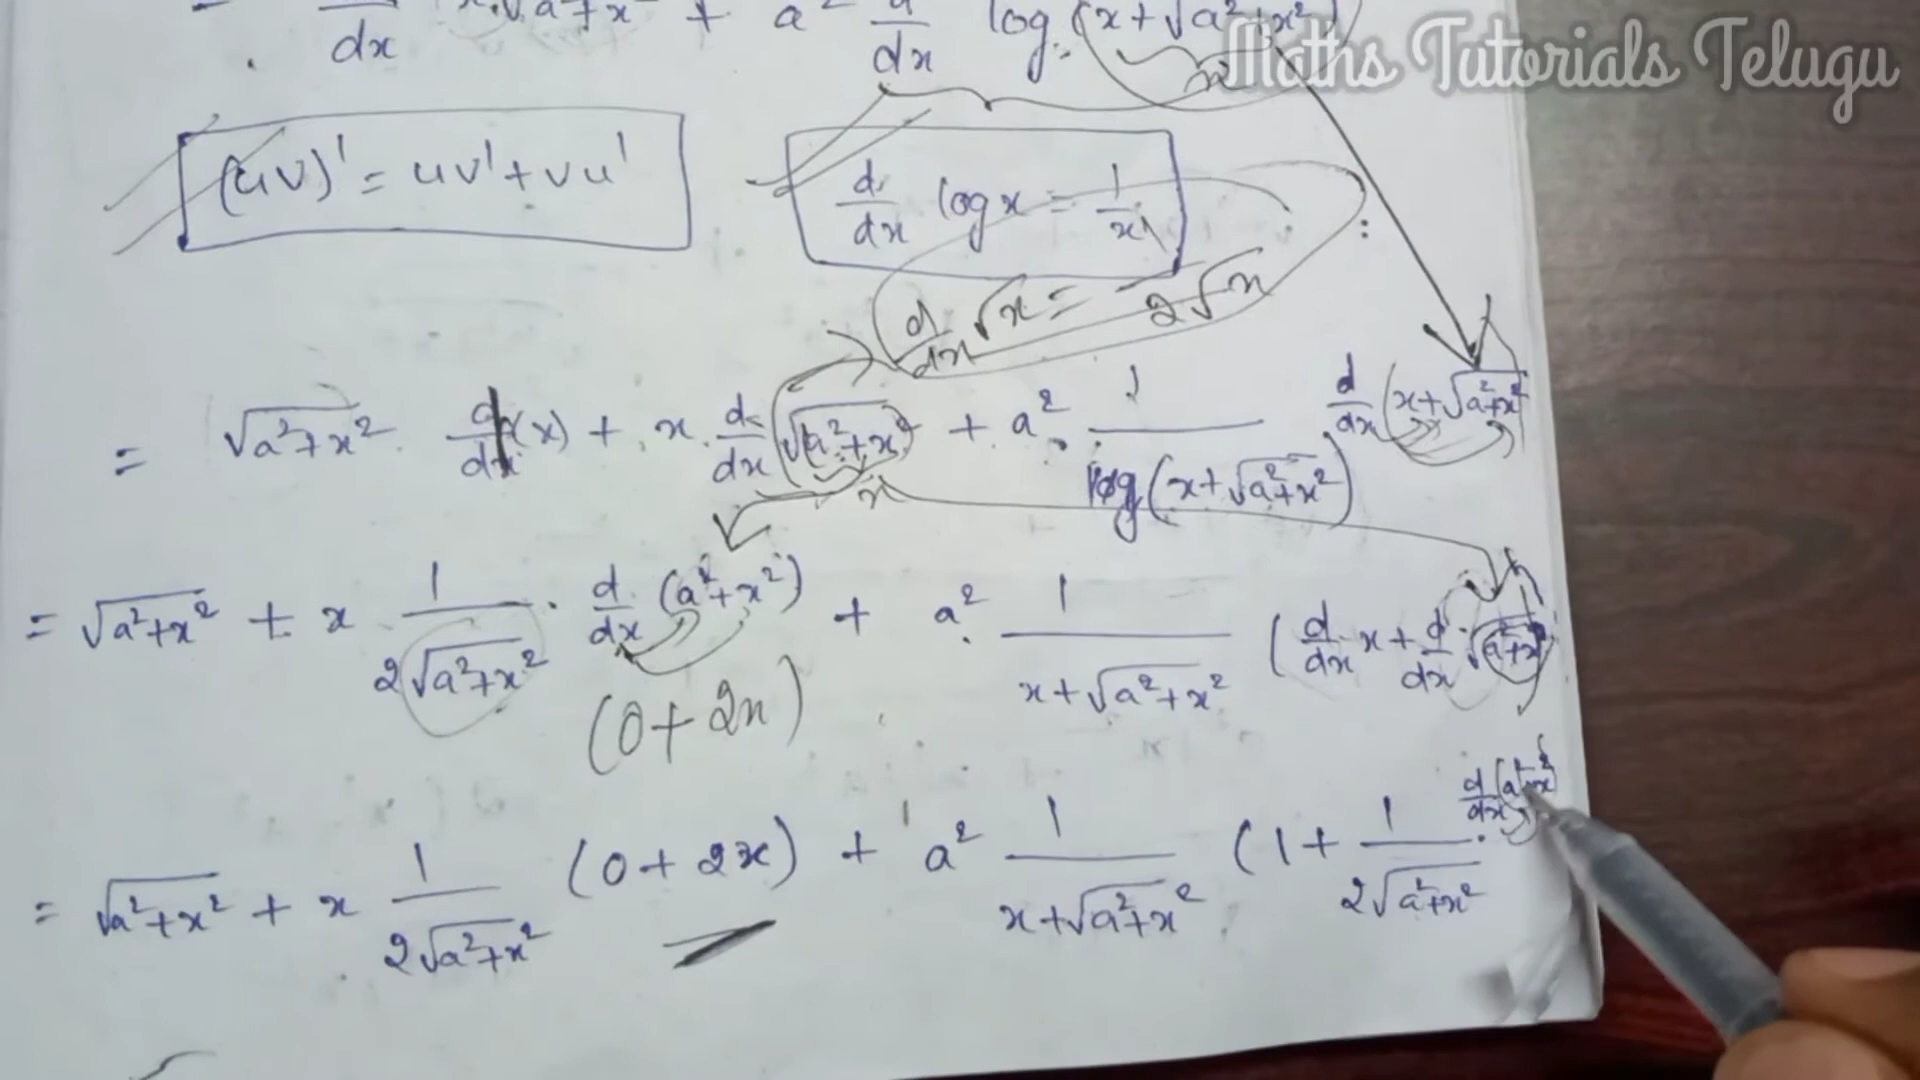 = d/dx x.√a²+x² + a² d/dx log(x+√a²+x²)
Maths Tutorials Telugu
(uv)' = uv'+vu'
d/dx log x = 1/x
d/dx √x = 1/2√x
= √a²+x² . d/dx (x) + x . d/dx (√a²+x²) + a² . 1/log(x+√a²+x²) d/dx (x+√a²+x²
x
= √a²+x² + x 1/2√a²+x² . d/dx (a²+x²) + a² . 1/x+√a²+x² (d/dx x + d/dx . √a²+x²
(0+2x)
= √a²+x² + x 1/2√a²+x² (0+2x) + a² 1/x+√a²+x² (1+ 1/2√a²+x² . d/dx (a²+x²)